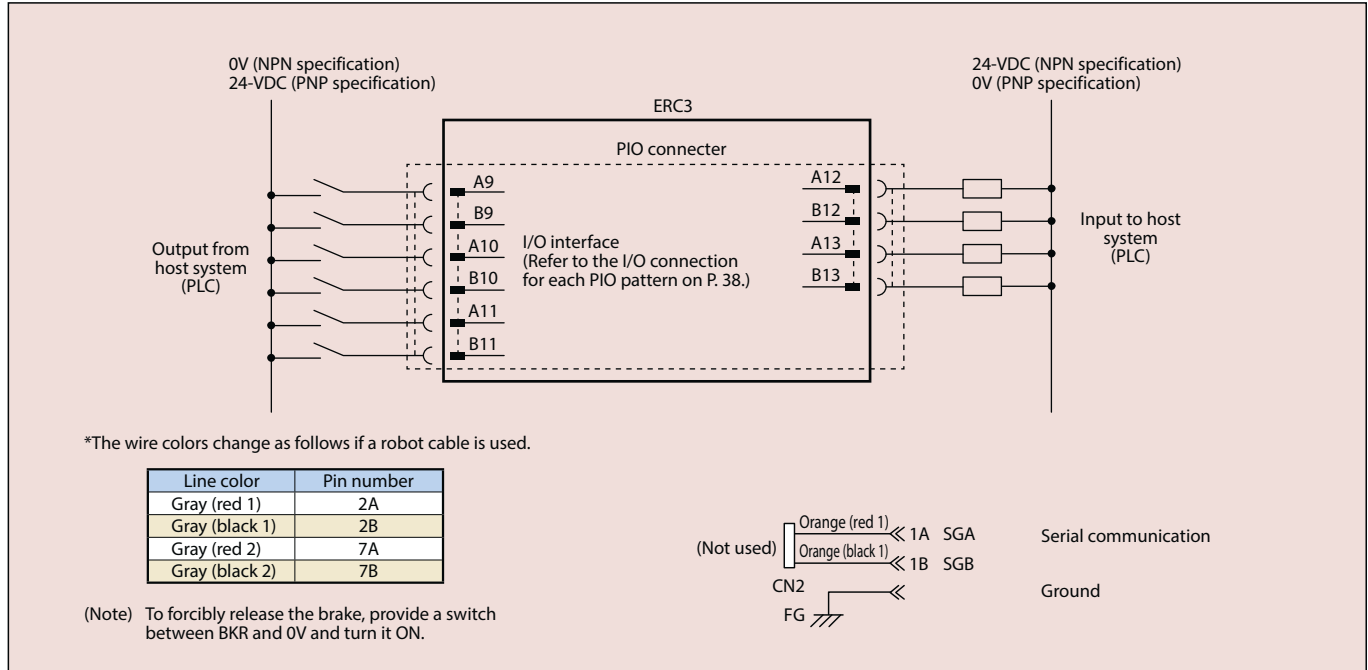 0V (NPN specification)
24-VDC (PNP specification)
24-VDC (NPN specification)
0V (PNP specification)
ERC3
PIO connecter
A9
B9
A10
B10
A11
B11
I/O interface
(Refer to the I/O connection
for each PIO pattern on P. 38.)
A12
B12
A13
B13
Output from
host system
(PLC)
Input to host
system
(PLC)
*The wire colors change as follows if a robot cable is used.
Line color Pin number
Gray (red 1) 2A
Gray (black 1) 2B
Gray (red 2) 7A
Gray (black 2) 7B
(Note) To forcibly release the brake, provide a switch
between BKR and 0V and turn it ON.
(Not used)
Orange (red 1) 1A SGA
Orange (black 1) 1B SGB
Serial communication
CN2
FG
Ground